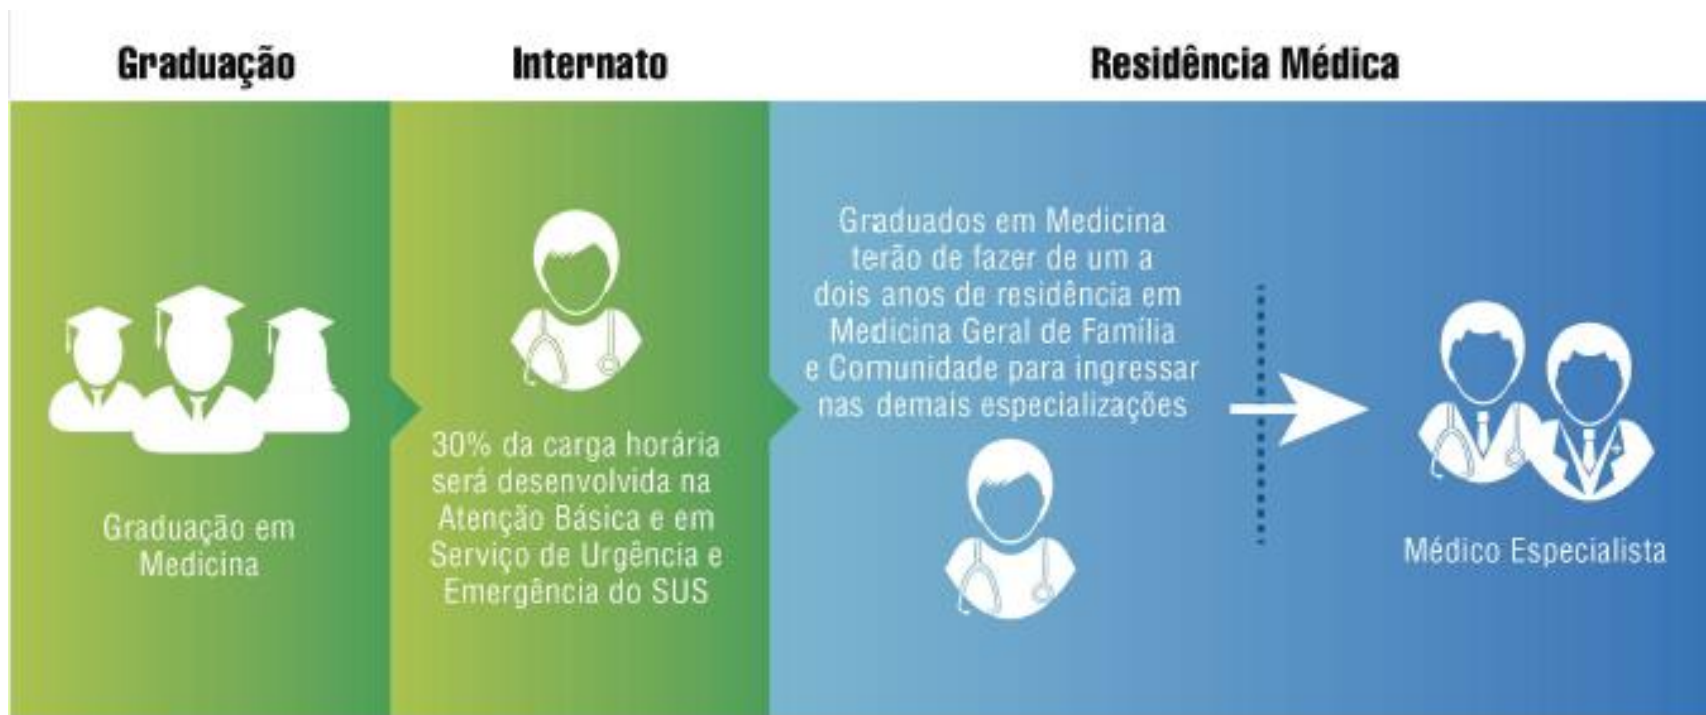 Graduação
Internato
Residência Médica
Graduação em
Medicina
30% da carga horária
será desenvolvida na
Atenção Básica e em
Serviço de Urgência e
Emergência do SUS
Graduados em Medicina
terão de fazer de um a
dois anos de residência em
Medicina Geral de Família
e Comunidade para ingressar
nas demais especializações
Médico Especialista